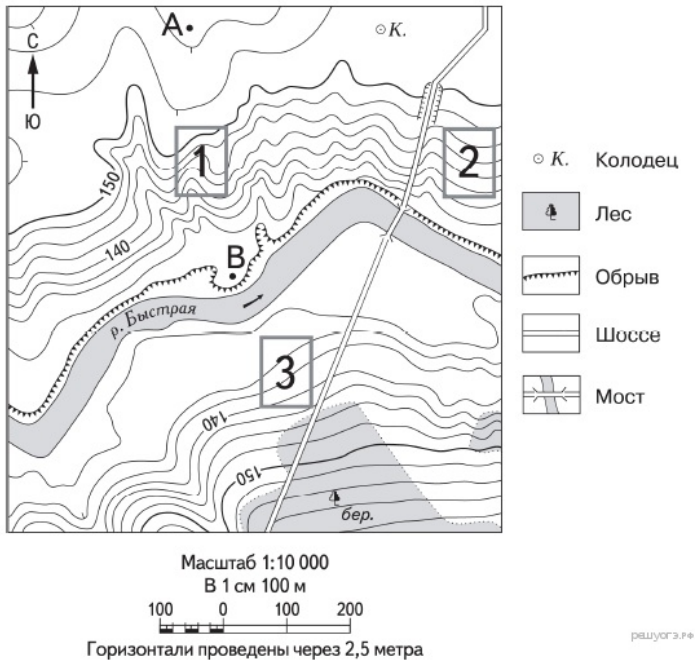 А
К.
С
Ю
1
2
150
140
В
р. Быстрая
3
140
150
бер.
К. Колодец
Лес
Обрыв
Шоссе
Мост
Масштаб 1:10 000
В 1 см 100 м
100 0 100 200
Горизонтали проведены через 2,5 метра
решуогэ.рф